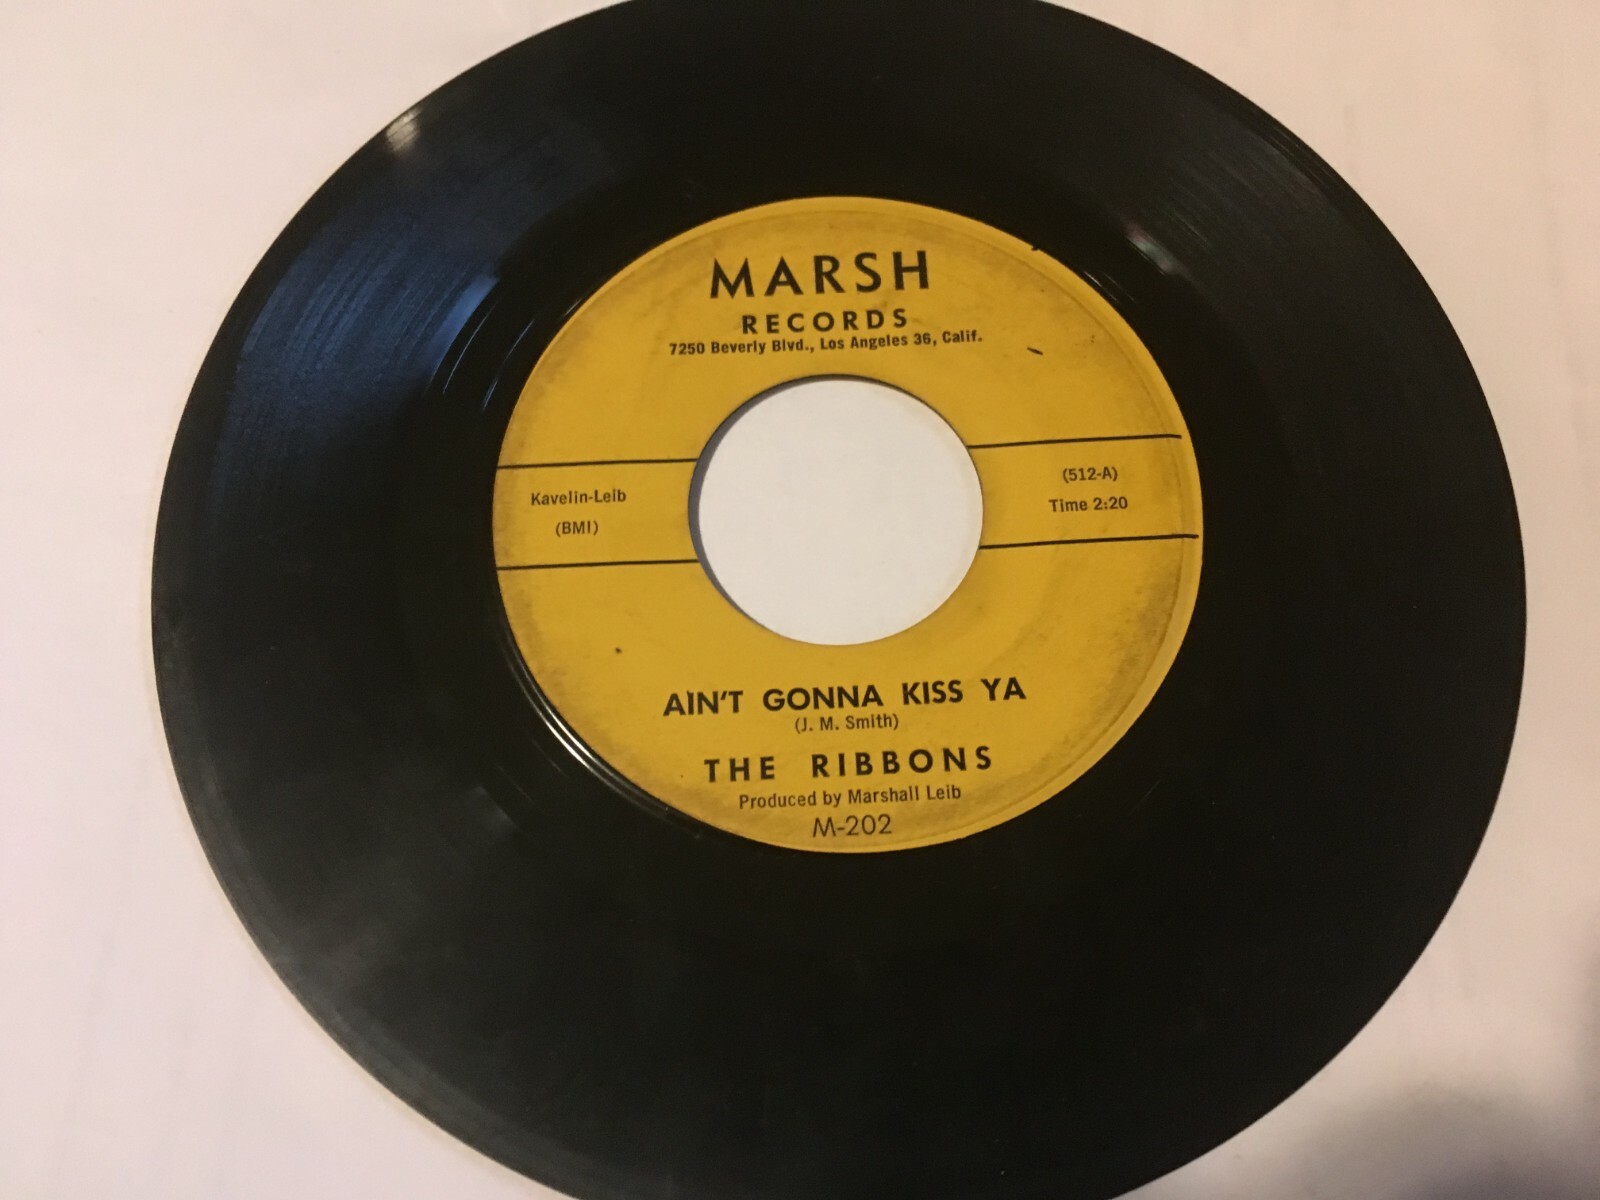 MARSH
RECORDS
7250 Beverly Blvd., Los Angeles 36, Calif.
Kavelin-Leib
(BMI)
(512-A)
Time 2:20
AIN'T GONNA KISS YA
(J. M. Smith)
THE RIBBONS
Produced by Marshall Leib
M-202